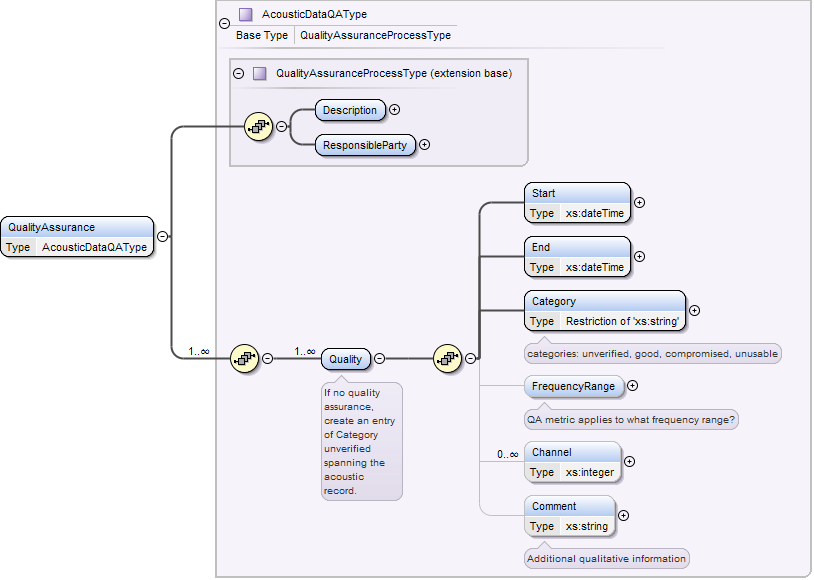 AcousticDataQAType
Base Type QualityAssuranceProcessType
QualityAssuranceProcessType (extension base)
Description
ResponsibleParty
QualityAssurance
Type AcousticDataQAType
1..∞
1..∞
Quality
If no quality
assurance,
create an entry
of Category
unverified
spanning the
acoustic
record.
Start
Type xs:dateTime
End
Type xs:dateTime
Category
Type Restriction of 'xs:string'
categories: unverified, good, compromised, unusable
FrequencyRange
QA metric applies to what frequency range?
0..∞
Channel
Type xs:integer
Comment
Type xs:string
Additional qualitative information